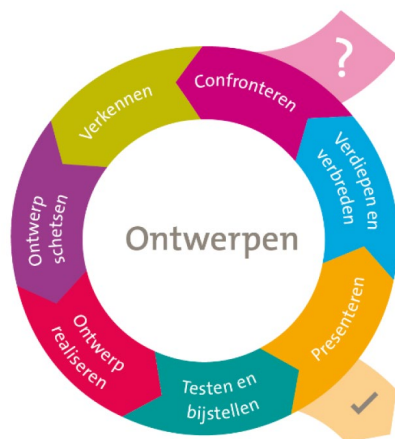 ?
Confronteren
Verkennen
Ontwerp
schetsen
Ontwerp
realiseren
Testen en
bijstellen
Presenteren
Verdiepen en
verbreden
Ontwerpen